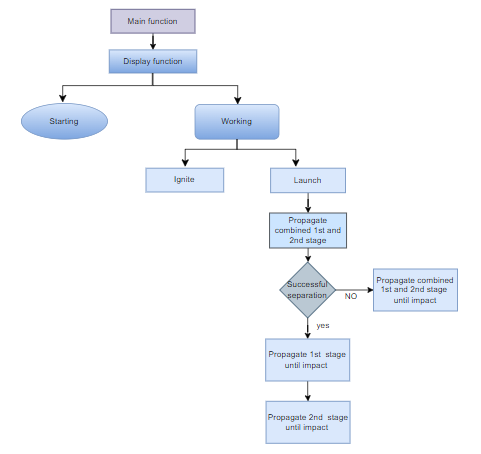 Main function
Display function
Starting
Working
Ignite
Launch
Propagate
combined 1st and
2nd stage
Successful
separation
NO
Propagate combined
1st and 2nd stage
until impact
yes
Propagate 1st stage
until impact
Propagate 2nd stage
until impact